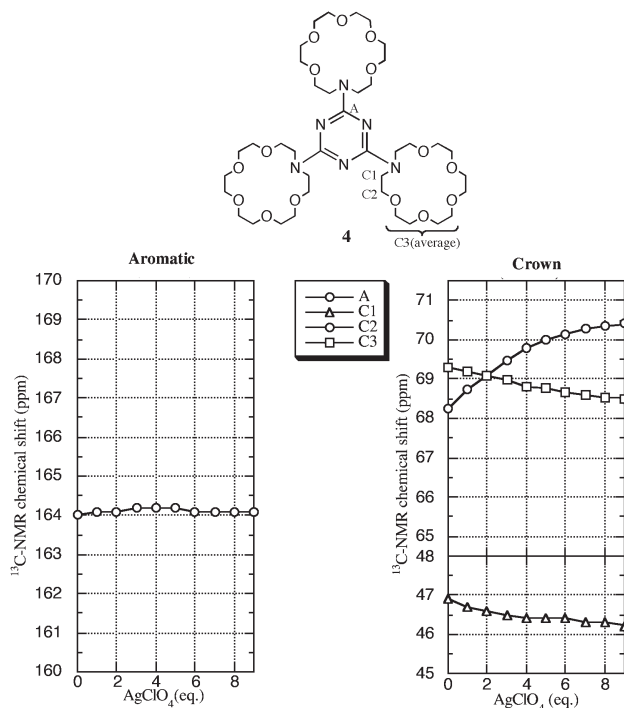 O
O O
O O
N
A
N N
O N N O
O N C1 O
O O C2 O O
O O O
4
C3(average)
Aromatic
Crown
A
C1
C2
C3
170
169
168
167
166
165
164
163
162
161
160
¹³C-NMR chemical shift (ppm)
0 2 4 6 8
AgClO₄(eq.)
71
70
69
68
67
66
65
48
47
46
45
¹³C-NMR chemical shift (ppm)
0 2 4 6 8
AgClO₄(eq.)